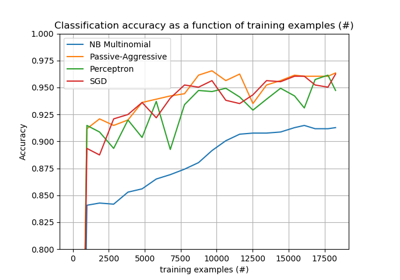 Classification accuracy as a function of training examples (#)
1.000
0.975
0.950
0.925
0.900
0.875
0.850
0.825
0.800
Accuracy
NB Multinomial
Passive-Aggressive
Perceptron
SGD
0 2500 5000 7500 10000 12500 15000 17500
training examples (#)